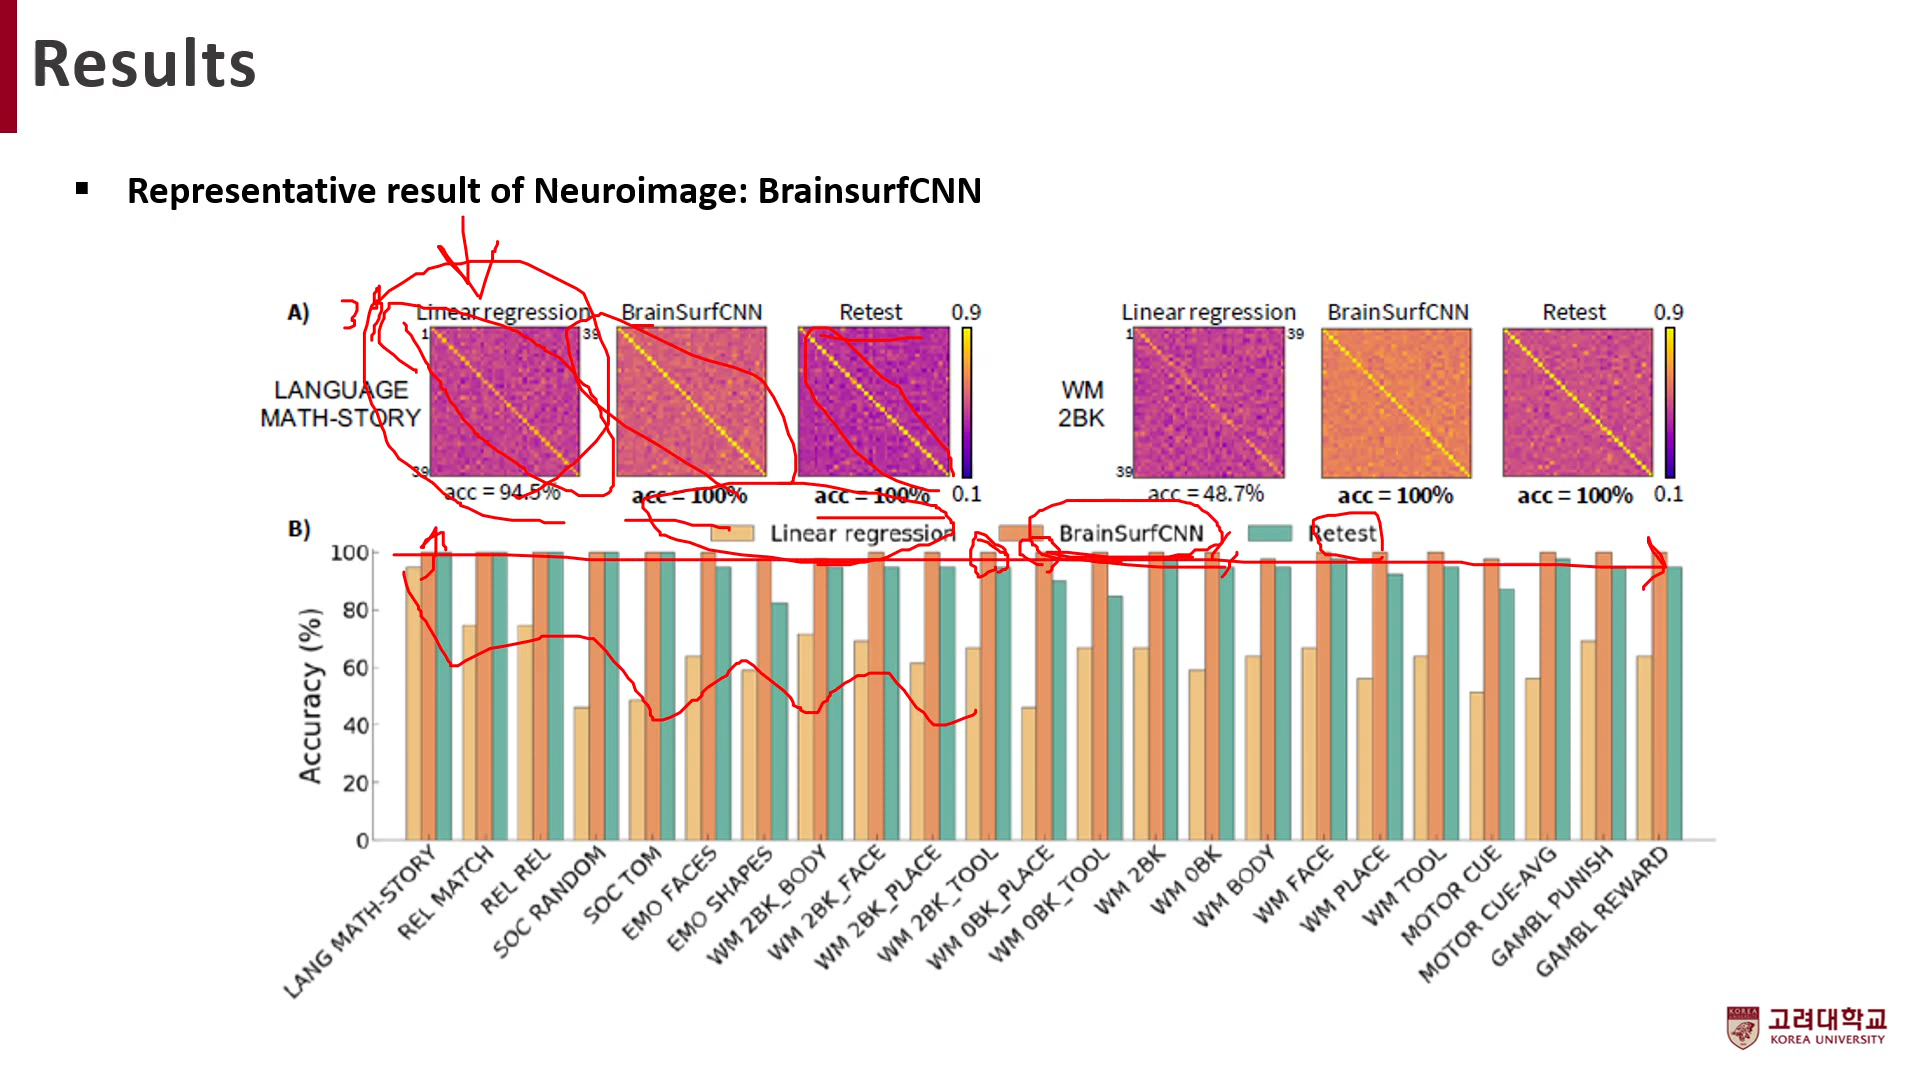 Results
▪ Representative result of Neuroimage: BrainsurfCNN
A)
Linear regression BrainSurfCNN Retest 0.9
1 39
LANGUAGE
MATH-STORY
39
acc = 94.5% acc = 100% acc = 100% 0.1
Linear regression BrainSurfCNN Retest 0.9
1 39
WM
2BK
39
acc = 48.7% acc = 100% acc = 100% 0.1
B)
Linear regression BrainSurfCNN Retest
Accuracy (%)
100
80
60
40
20
0
LANG MATH-STORY
REL MATCH
REL REL
SOC RANDOM
SOC TOM
EMO FACES
EMO SHAPES
WM 2BK_BODY
WM 2BK_FACE
WM 2BK_PLACE
WM 2BK_TOOL
WM 0BK_PLACE
WM 0BK_TOOL
WM 2BK
WM 0BK
WM BODY
WM FACE
WM PLACE
WM TOOL
MOTOR CUE
MOTOR CUE-AVG
GAMBL PUNISH
GAMBL REWARD
고려대학교
KOREA UNIVERSITY